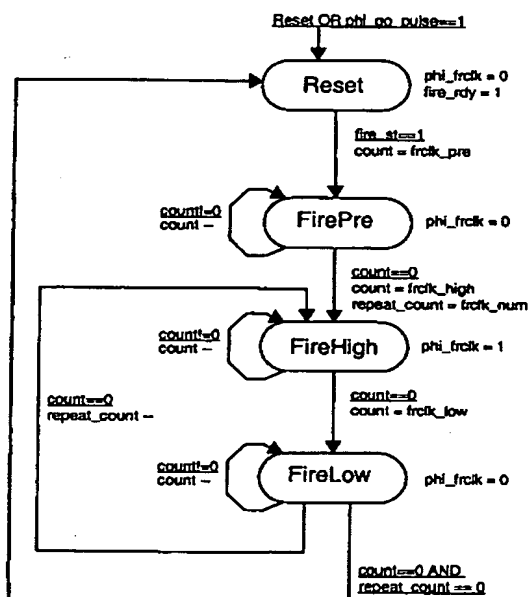 Reset OR phi_go_pulse==1
Reset
phi_frclk = 0
fire_rdy = 1
fire_st==1
count = frclk_pre
count!=0
count –
FirePre
phi_frclk = 0
count==0
count = frclk_high
repeat_count = frclk_num
count!=0
count –
FireHigh
phi_frclk = 1
count==0
repeat_count –
count==0
count = frclk_low
count!=0
count –
FireLow
phi_frclk = 0
count==0 AND
repeat_count == 0